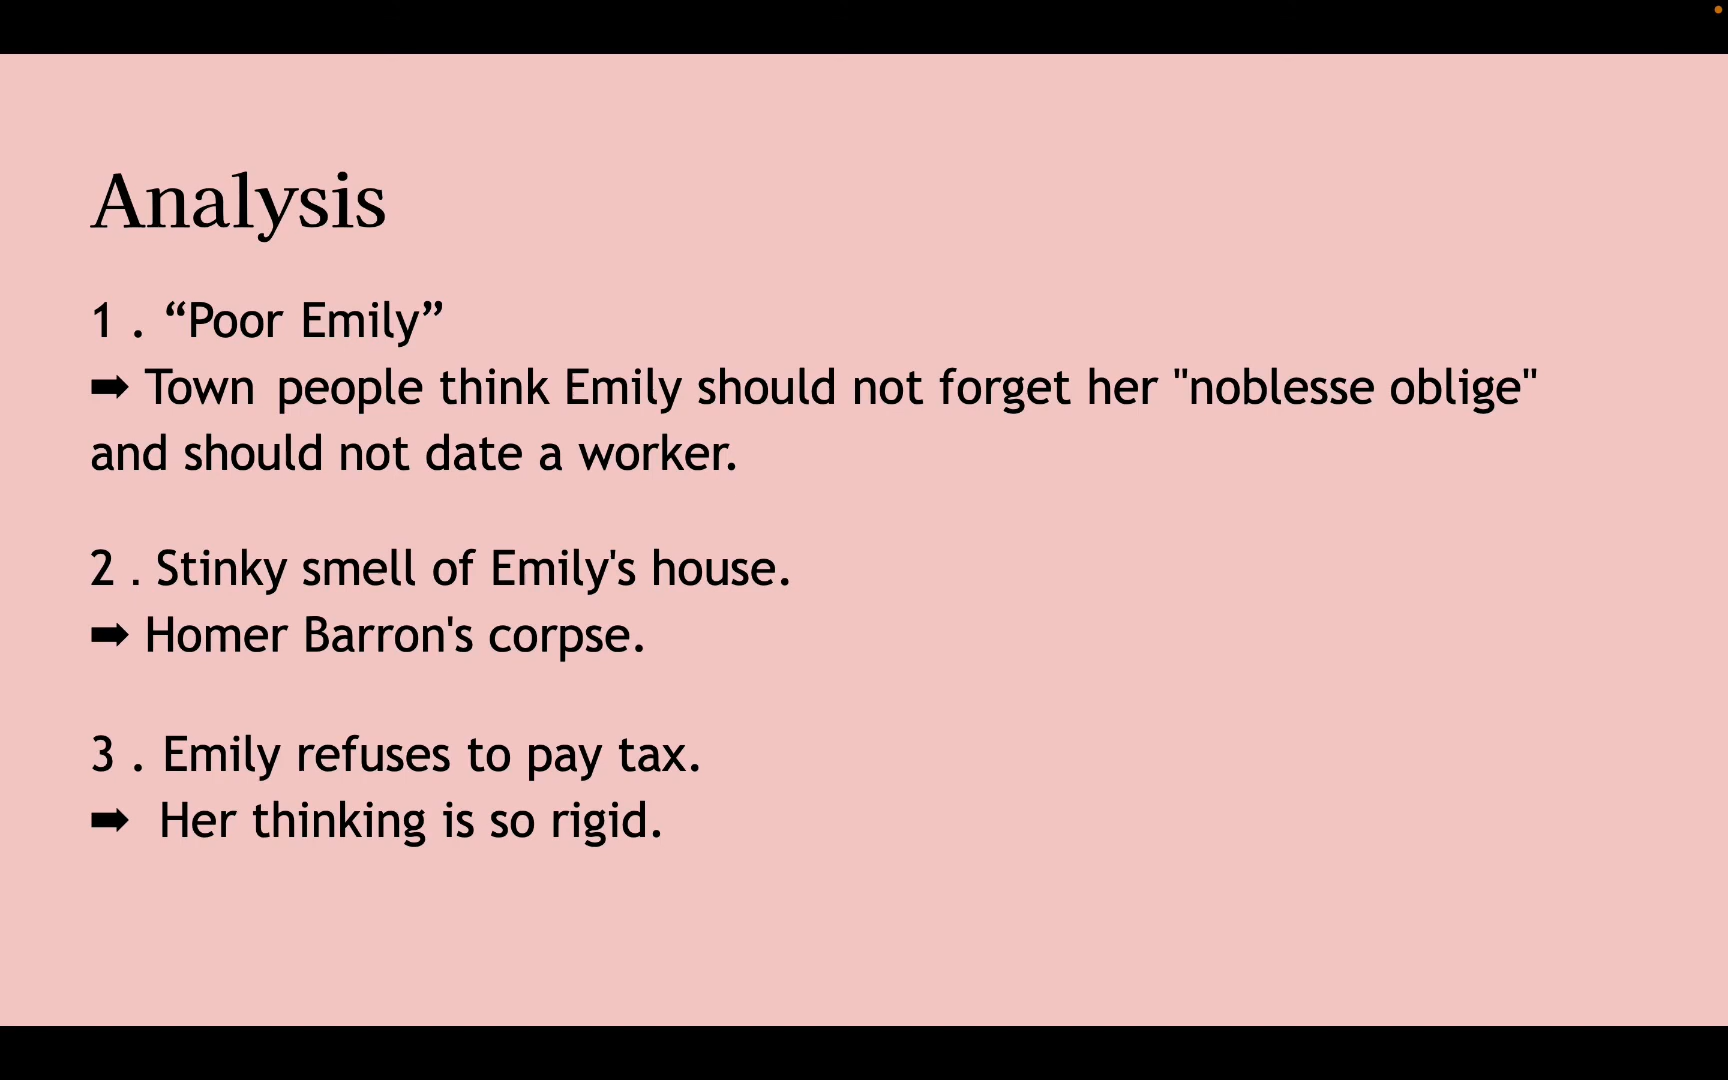 Analysis
1 . “Poor Emily”
➡ Town people think Emily should not forget her "noblesse oblige"
and should not date a worker.
2 . Stinky smell of Emily's house.
➡ Homer Barron's corpse.
3 . Emily refuses to pay tax.
➡ Her thinking is so rigid.